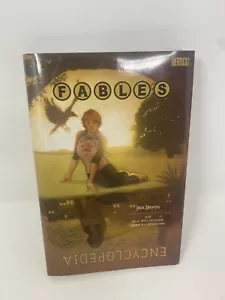 VERTIGO
FABLES
Jess Nevins
ENCYCLOPEDIA